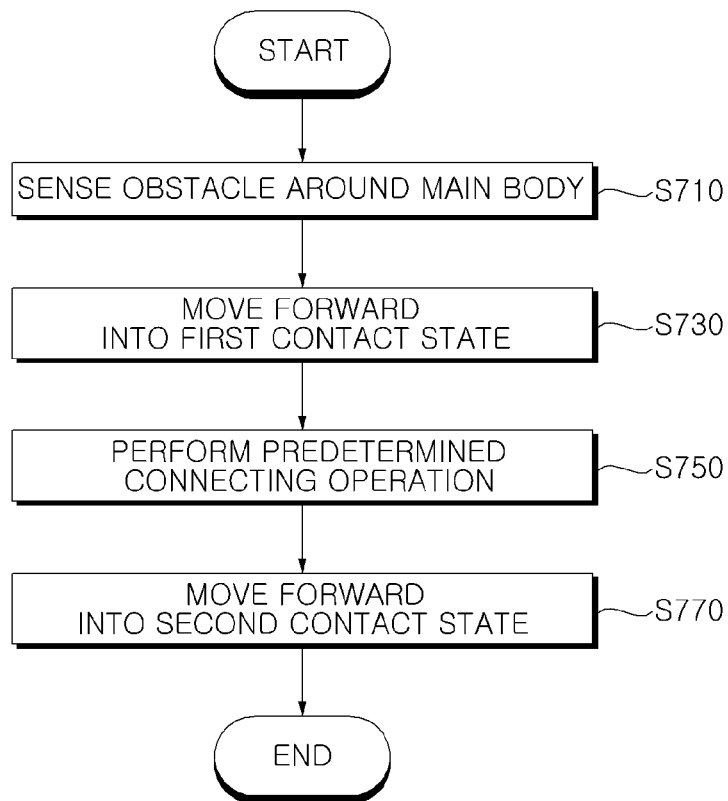 START
SENSE OBSTACLE AROUND MAIN BODY
S710
MOVE FORWARD
INTO FIRST CONTACT STATE
S730
PERFORM PREDETERMINED
CONNECTING OPERATION
S750
MOVE FORWARD
INTO SECOND CONTACT STATE
S770
END